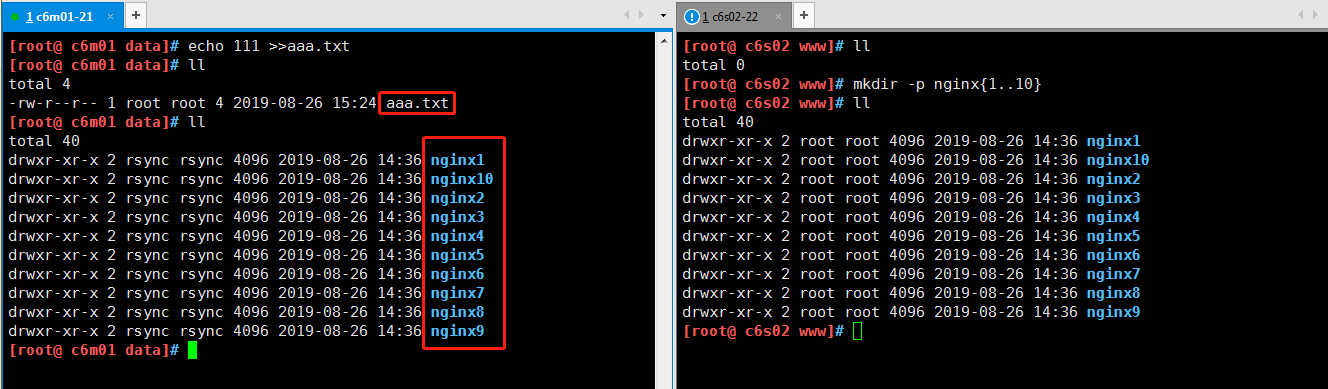 1 c6m01-21 × +
[root@ c6m01 data]# echo 111 >>aaa.txt
[root@ c6m01 data]# ll
total 4
-rw-r--r-- 1 root root 4 2019-08-26 15:24 aaa.txt
[root@ c6m01 data]# ll
total 40
drwxr-xr-x 2 rsync rsync 4096 2019-08-26 14:36 nginx1
drwxr-xr-x 2 rsync rsync 4096 2019-08-26 14:36 nginx10
drwxr-xr-x 2 rsync rsync 4096 2019-08-26 14:36 nginx2
drwxr-xr-x 2 rsync rsync 4096 2019-08-26 14:36 nginx3
drwxr-xr-x 2 rsync rsync 4096 2019-08-26 14:36 nginx4
drwxr-xr-x 2 rsync rsync 4096 2019-08-26 14:36 nginx5
drwxr-xr-x 2 rsync rsync 4096 2019-08-26 14:36 nginx6
drwxr-xr-x 2 rsync rsync 4096 2019-08-26 14:36 nginx7
drwxr-xr-x 2 rsync rsync 4096 2019-08-26 14:36 nginx8
drwxr-xr-x 2 rsync rsync 4096 2019-08-26 14:36 nginx9
[root@ c6m01 data]#
1 c6s02-22 × +
[root@ c6s02 www]# ll
total 0
[root@ c6s02 www]# mkdir -p nginx{1..10}
[root@ c6s02 www]# ll
total 40
drwxr-xr-x 2 root root 4096 2019-08-26 14:36 nginx1
drwxr-xr-x 2 root root 4096 2019-08-26 14:36 nginx10
drwxr-xr-x 2 root root 4096 2019-08-26 14:36 nginx2
drwxr-xr-x 2 root root 4096 2019-08-26 14:36 nginx3
drwxr-xr-x 2 root root 4096 2019-08-26 14:36 nginx4
drwxr-xr-x 2 root root 4096 2019-08-26 14:36 nginx5
drwxr-xr-x 2 root root 4096 2019-08-26 14:36 nginx6
drwxr-xr-x 2 root root 4096 2019-08-26 14:36 nginx7
drwxr-xr-x 2 root root 4096 2019-08-26 14:36 nginx8
drwxr-xr-x 2 root root 4096 2019-08-26 14:36 nginx9
[root@ c6s02 www]#